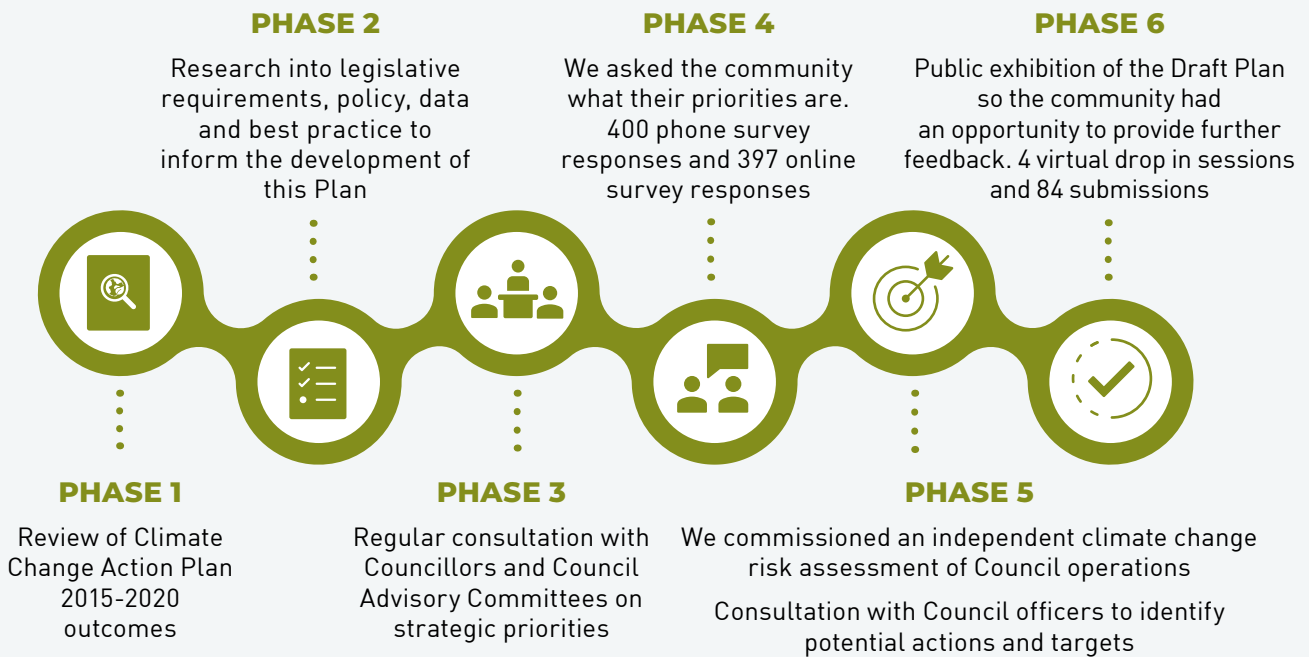 PHASE 2
Research into legislative
requirements, policy, data
and best practice to
inform the development of
this Plan
PHASE 4
We asked the community
what their priorities are.
400 phone survey
responses and 397 online
survey responses
PHASE 6
Public exhibition of the Draft Plan
so the community had
an opportunity to provide further
feedback. 4 virtual drop in sessions
and 84 submissions
PHASE 1
Review of Climate
Change Action Plan
2015-2020
outcomes
PHASE 3
Regular consultation with
Councillors and Council
Advisory Committees on
strategic priorities
PHASE 5
We commissioned an independent climate change
risk assessment of Council operations
Consultation with Council officers to identify
potential actions and targets